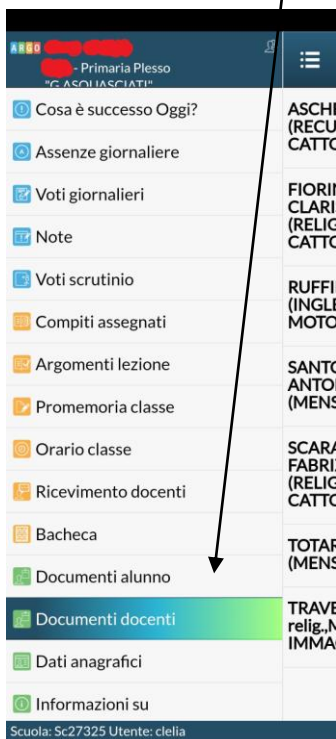 ARGO
- Primaria Plesso
"G ASQUASCIATI"
Cosa è successo Oggi?
Assenze giornaliere
Voti giornalieri
Note
Voti scrutinio
Compiti assegnati
Argomenti lezione
Promemoria classe
Orario classe
Ricevimento docenti
Bacheca
Documenti alunno
Documenti docenti
Dati anagrafici
Informazioni su
Scuola: Sc27325 Utente: clelia
ASCHE
(RECU
CATTO
FIORIN
CLARI
(RELIG
CATTO
RUFFI
(INGLE
MOTO
SANTO
ANTO
(MENS
SCARA
FABRIZ
(RELIG
CATTO
TOTAR
(MENS
TRAVE
relig.,M
IMMA